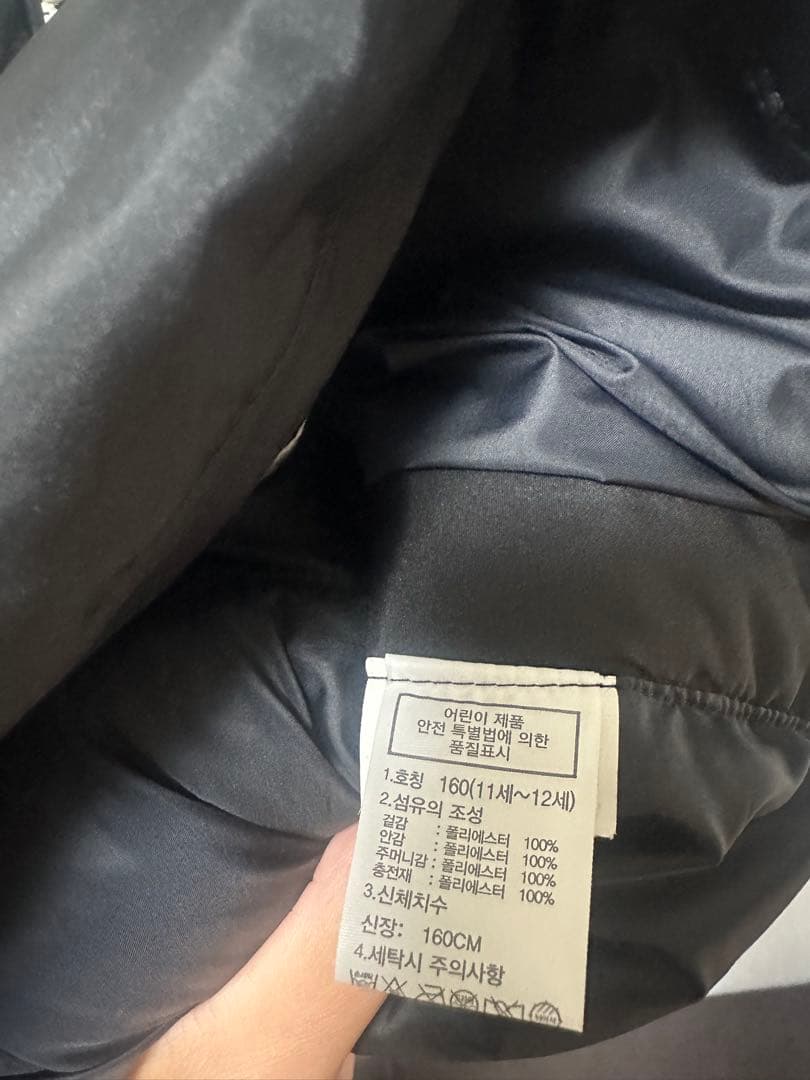 어린이 제품
안전 특별법에 의한
품질표시
1.호칭 160(11세~12세)
2.섬유의 조성
겉감 : 폴리에스터 100%
안감 : 폴리에스터 100%
주머니감 : 폴리에스터 100%
충전재 : 폴리에스터 100%
3.신체치수
신장: 160CM
4.세탁시 주의사항